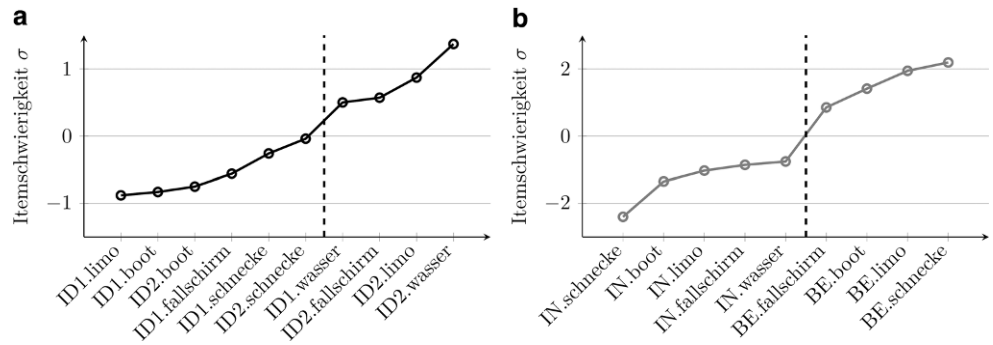 a
Itemschwierigkeit σ
1
0
−1
ID1.limo
ID1.boot
ID2.boot
ID1.fallschirm
ID1.schnecke
ID2.schnecke
ID1.wasser
ID2.fallschirm
ID2.limo
ID2.wasser
b
Itemschwierigkeit σ
2
0
−2
IN.schnecke
IN.boot
IN.limo
IN.fallschirm
IN.wasser
BE.fallschirm
BE.boot
BE.limo
BE.schnecke